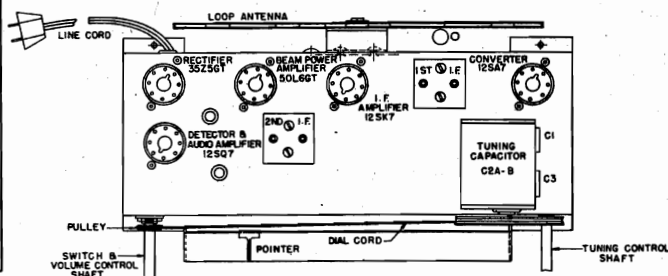 LOOP ANTENNA
LINE CORD
RECTIFIER
35Z5GT
BEAM POWER
AMPLIFIER
50L6GT
I.F.
AMPLIFIER
12SK7
1ST I.F.
CONVERTER
12SA7
DETECTOR &
AUDIO AMPLIFIER
12SQ7
2ND I.F.
TUNING
CAPACITOR
C2A-B
C1
C3
PULLEY
POINTER
DIAL CORD
SWITCH &
VOLUME CONTROL
SHAFT
TUNING CONTROL
SHAFT